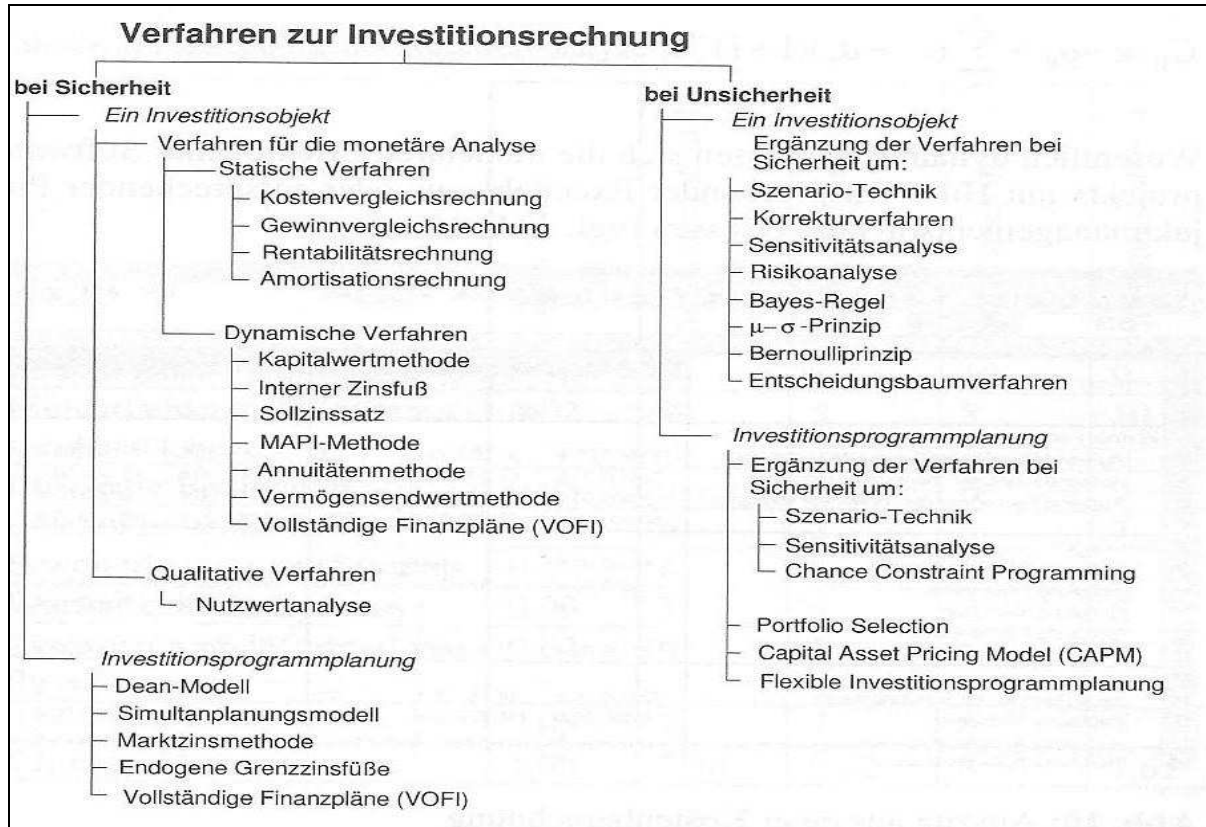 Verfahren zur Investitionsrechnung
bei Sicherheit
Ein Investitionsobjekt
Verfahren für die monetäre Analyse
Statische Verfahren
Kostenvergleichsrechnung
Gewinnvergleichsrechnung
Rentabilitätsrechnung
Amortisationsrechnung
Dynamische Verfahren
Kapitalwertmethode
Interner Zinsfuß
Sollzinssatz
MAPI-Methode
Annuitätenmethode
Vermögensendwertmethode
Vollständige Finanzpläne (VOFI)
Qualitative Verfahren
Nutzwertanalyse
Investitionsprogrammplanung
Dean-Modell
Simultanplanungsmodell
Marktzinsmethode
Endogene Grenzzinsfüße
Vollständige Finanzpläne (VOFI)
bei Unsicherheit
Ein Investitionsobjekt
Ergänzung der Verfahren bei
Sicherheit um:
Szenario-Technik
Korrekturverfahren
Sensitivitätsanalyse
Risikoanalyse
Bayes-Regel
μ–σ-Prinzip
Bernoulliprinzip
Entscheidungsbaumverfahren
Investitionsprogrammplanung
Ergänzung der Verfahren bei
Sicherheit um:
Szenario-Technik
Sensitivitätsanalyse
Chance Constraint Programming
Portfolio Selection
Capital Asset Pricing Model (CAPM)
Flexible Investitionsprogrammplanung